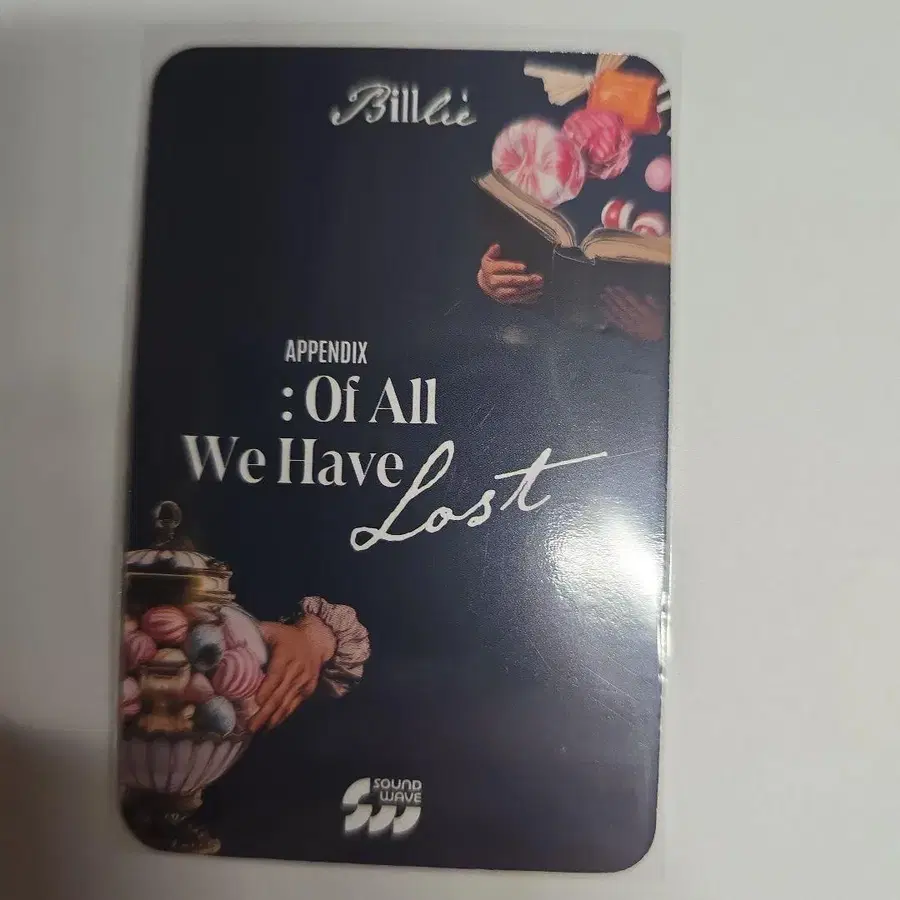 Billlie
APPENDIX
: Of All
We Have Lost
SOUND
WAVE